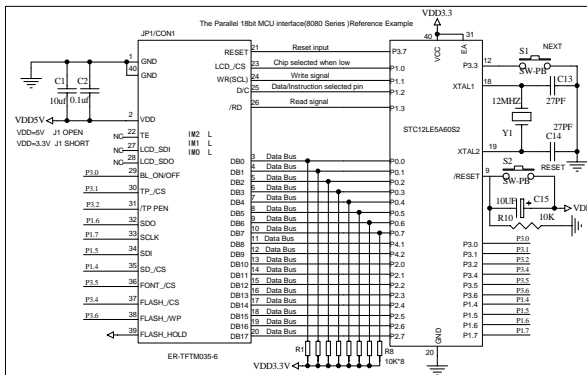 The Parallel 18bit MCU interface(8080 Series )Reference Example
VDD3.3
JP1/CON1
40
31
VCC
EA
1
40
GND
GND
RESET
21
Reset input
P3.7
LCD_/CS
23
Chip selected when low
P1.0
WR(SCL)
24
Write signal
P1.1
D/C
25
Data/Instruction selected pin
P1.2
/RD
26
Read signal
P1.3
C1
10uf
C2
0.1uf
VDD5V
2
VDD
VDD=5V J1 OPEN
VDD=3.3V J1 SHORT
NC
22
TE
NC
27
LCD_SDI
NC
28
LCD_SDO
IM2 L
IM1 L
IM0 L
P3.0
29
BL_ON/OFF
P3.1
30
TP_/CS
P3.2
31
/TP PEN
P1.6
32
SDO
P1.7
33
SCLK
P1.5
34
SDI
P1.4
35
SD_/CS
P3.5
36
FONT_/CS
P3.4
37
FLASH_/CS
P3.6
38
FLASH_/WP
39
FLASH_HOLD
ER-TFTM035-6
DB0
3
Data Bus
P0.0
DB1
4
Data Bus
P0.1
DB2
5
Data Bus
P0.2
DB3
6
Data Bus
P0.3
DB4
7
Data Bus
P0.4
DB5
8
Data Bus
P0.5
DB6
9
Data Bus
P0.6
DB7
10
Data Bus
P0.7
DB8
11
Data Bus
P4.1
DB9
12
Data Bus
P4.2
DB10
13
Data Bus
P2.0
DB11
14
Data Bus
P2.1
DB12
15
Data Bus
P2.2
DB13
16
Data Bus
P2.3
DB14
17
Data Bus
P2.4
DB15
18
Data Bus
P2.5
DB16
19
Data Bus
P2.6
DB17
20
Data Bus
P2.7
R1
R8
10K*8
VDD3.3V
STC12LE5A60S2
P3.3
12
S1
NEXT
SW-PB
XTAL1
18
C13
27PF
12MHZ
Y1
XTAL2
19
C14
27PF
S2
RESET
/RESET
9
SW-PB
10UF
C15
VDD
R10
10K
P3.0
P3.0
P3.1
P3.1
P3.2
P3.2
P3.4
P3.4
P3.5
P3.5
P3.6
P3.6
P1.4
P1.4
P1.5
P1.5
P1.6
P1.6
P1.7
P1.7
GND
20